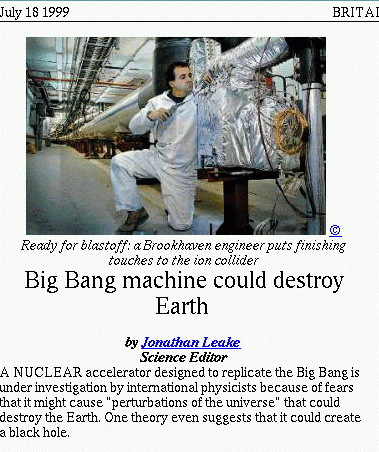 July 18 1999
BRITAI
©
Ready for blastoff: a Brookhaven engineer puts finishing
touches to the ion collider
Big Bang machine could destroy
Earth
by Jonathan Leake
Science Editor
A NUCLEAR accelerator designed to replicate the Big Bang is
under investigation by international physicists because of fears
that it might cause "perturbations of the universe" that could
destroy the Earth. One theory even suggests that it could create
a black hole.